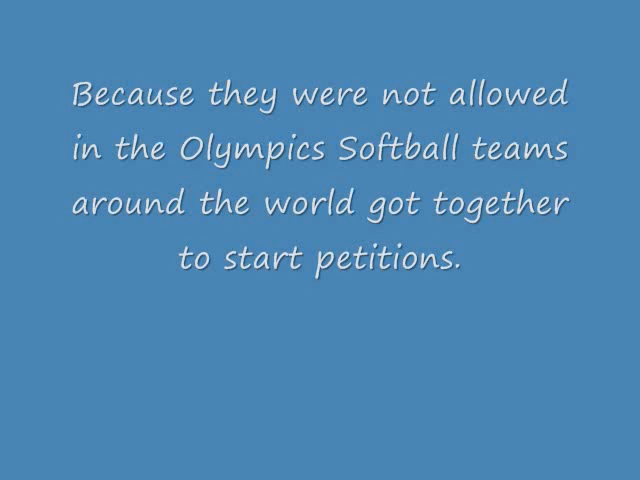 Because they were not allowed
in the Olympics Softball teams
around the world got together
to start petitions.